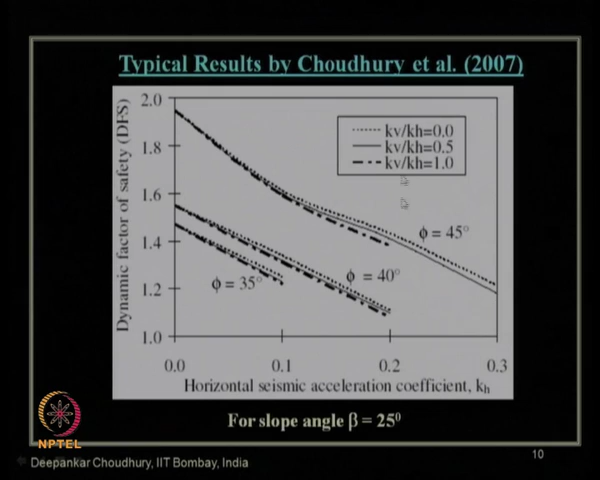 Typical Results by Choudhury et al. (2007)
Dynamic factor of safety (DFS)
2.0
1.8
1.6
1.4
1.2
1.0
kv/kh=0.0
kv/kh=0.5
kv/kh=1.0
ϕ = 45°
ϕ = 40°
ϕ = 35°
0.0 0.1 0.2 0.3
Horizontal seismic acceleration coefficient, kh
For slope angle β = 25⁰
NPTEL
Deepankar Choudhury, IIT Bombay, India
10